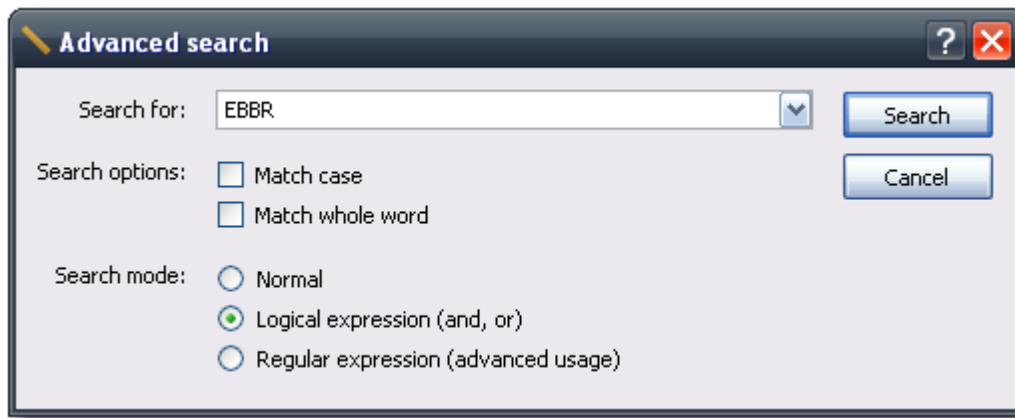 Advanced search
?
Search for: EBBR Search
Search options: Match case Cancel
Match whole word
Search mode: Normal
Logical expression (and, or)
Regular expression (advanced usage)